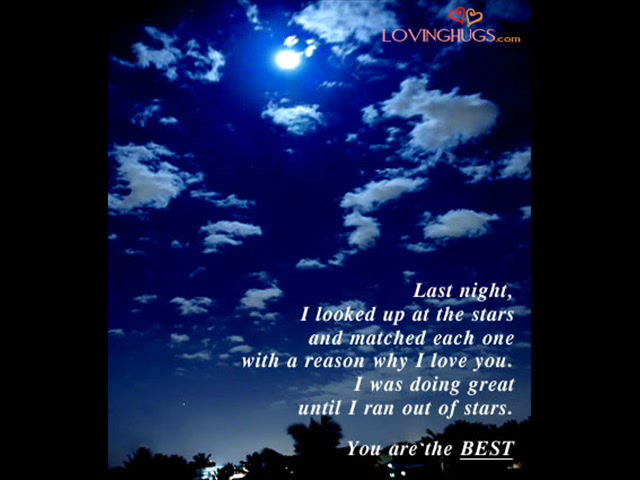 LOVINGHUGS.com
Last night,
I looked up at the stars
and matched each one
with a reason why I love you.
I was doing great
until I ran out of stars.
You are`the BEST